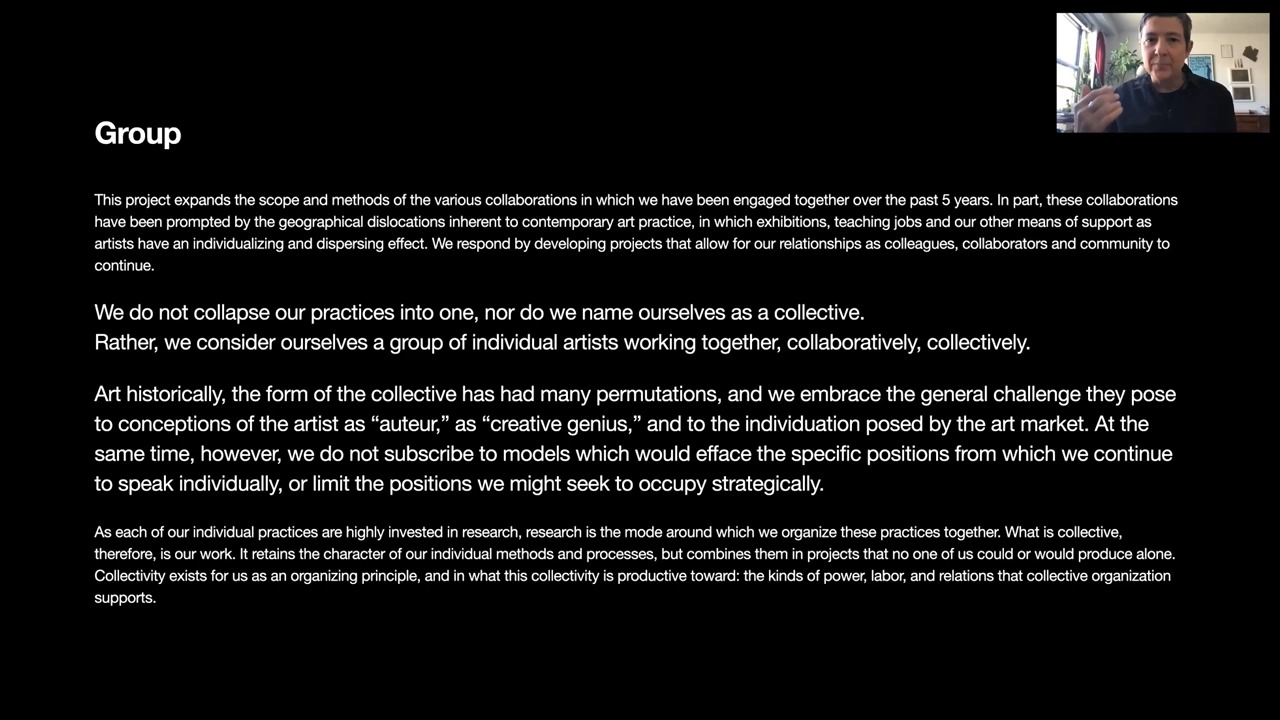 Group
This project expands the scope and methods of the various collaborations in which we have been engaged together over the past 5 years. In part, these collaborations
have been prompted by the geographical dislocations inherent to contemporary art practice, in which exhibitions, teaching jobs and our other means of support as
artists have an individualizing and dispersing effect. We respond by developing projects that allow for our relationships as colleagues, collaborators and community to
continue.
We do not collapse our practices into one, nor do we name ourselves as a collective.
Rather, we consider ourselves a group of individual artists working together, collaboratively, collectively.
Art historically, the form of the collective has had many permutations, and we embrace the general challenge they pose
to conceptions of the artist as “auteur,” as “creative genius,” and to the individuation posed by the art market. At the
same time, however, we do not subscribe to models which would efface the specific positions from which we continue
to speak individually, or limit the positions we might seek to occupy strategically.
As each of our individual practices are highly invested in research, research is the mode around which we organize these practices together. What is collective,
therefore, is our work. It retains the character of our individual methods and processes, but combines them in projects that no one of us could or would produce alone.
Collectivity exists for us as an organizing principle, and in what this collectivity is productive toward: the kinds of power, labor, and relations that collective organization
supports.